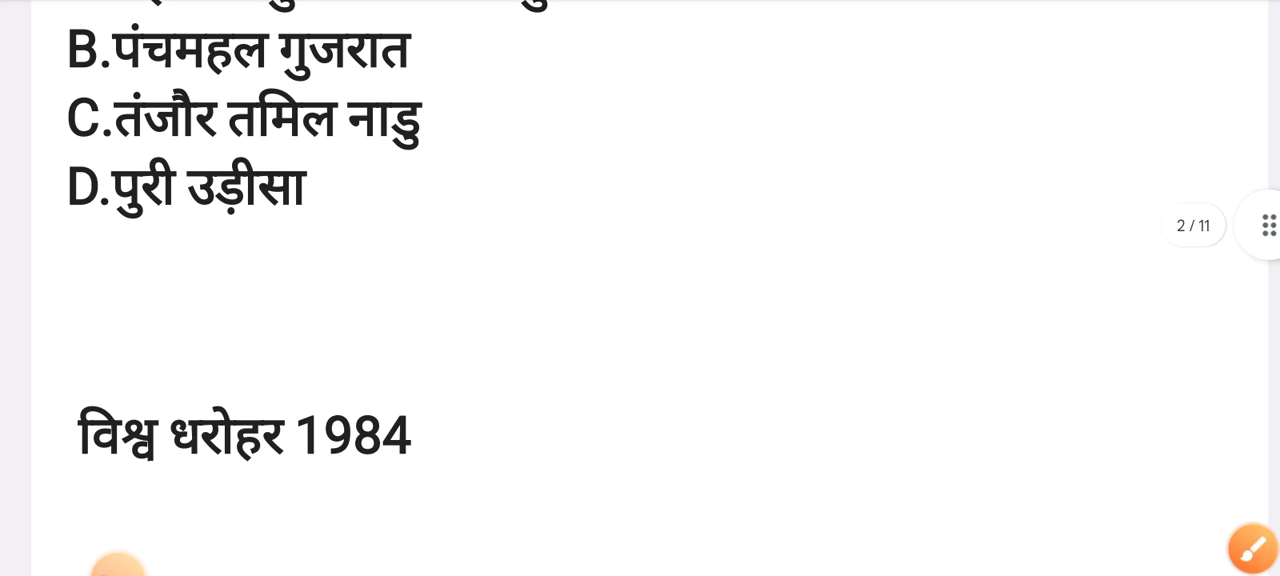 B.पंचमहल गुजरात
C.तंजौर तमिल नाडु
D.पुरी उड़ीसा
2 / 11
विश्व धरोहर 1984